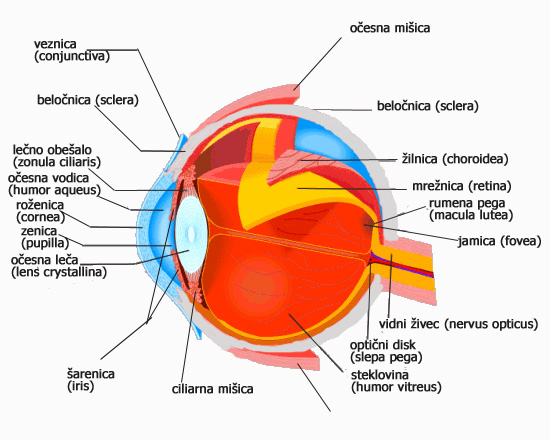 očesna mišica
veznica
(conjunctiva)
beločnica (sclera)
beločnica (sclera)
lečno obešalo
(zonula ciliaris)
žilnica (choroidea)
očesna vodica
(humor aqueus)
mrežnica (retina)
roženica
(cornea)
rumena pega
(macula lutea)
zenica
(pupilla)
jamica (fovea)
očesna leča
(lens crystallina)
vidni živec (nervus opticus)
optični disk
(slepa pega)
šarenica
(iris)
ciliarna mišica
steklovina
(humor vitreus)